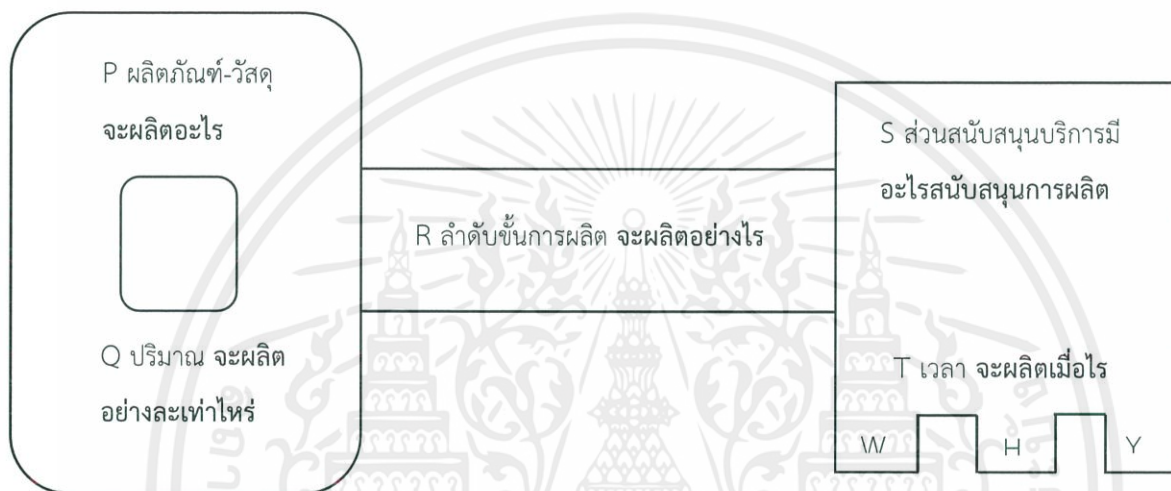 P ผลิตภัณฑ์-วัสดุ
จะผลิตอะไร
Q ปริมาณ จะผลิต
อย่างละเท่าไหร่
R ลำดับขั้นการผลิต จะผลิตอย่างไร
S ส่วนสนับสนุนบริการมี
อะไรสนับสนุนการผลิต
T เวลา จะผลิตเมื่อไร
W H Y